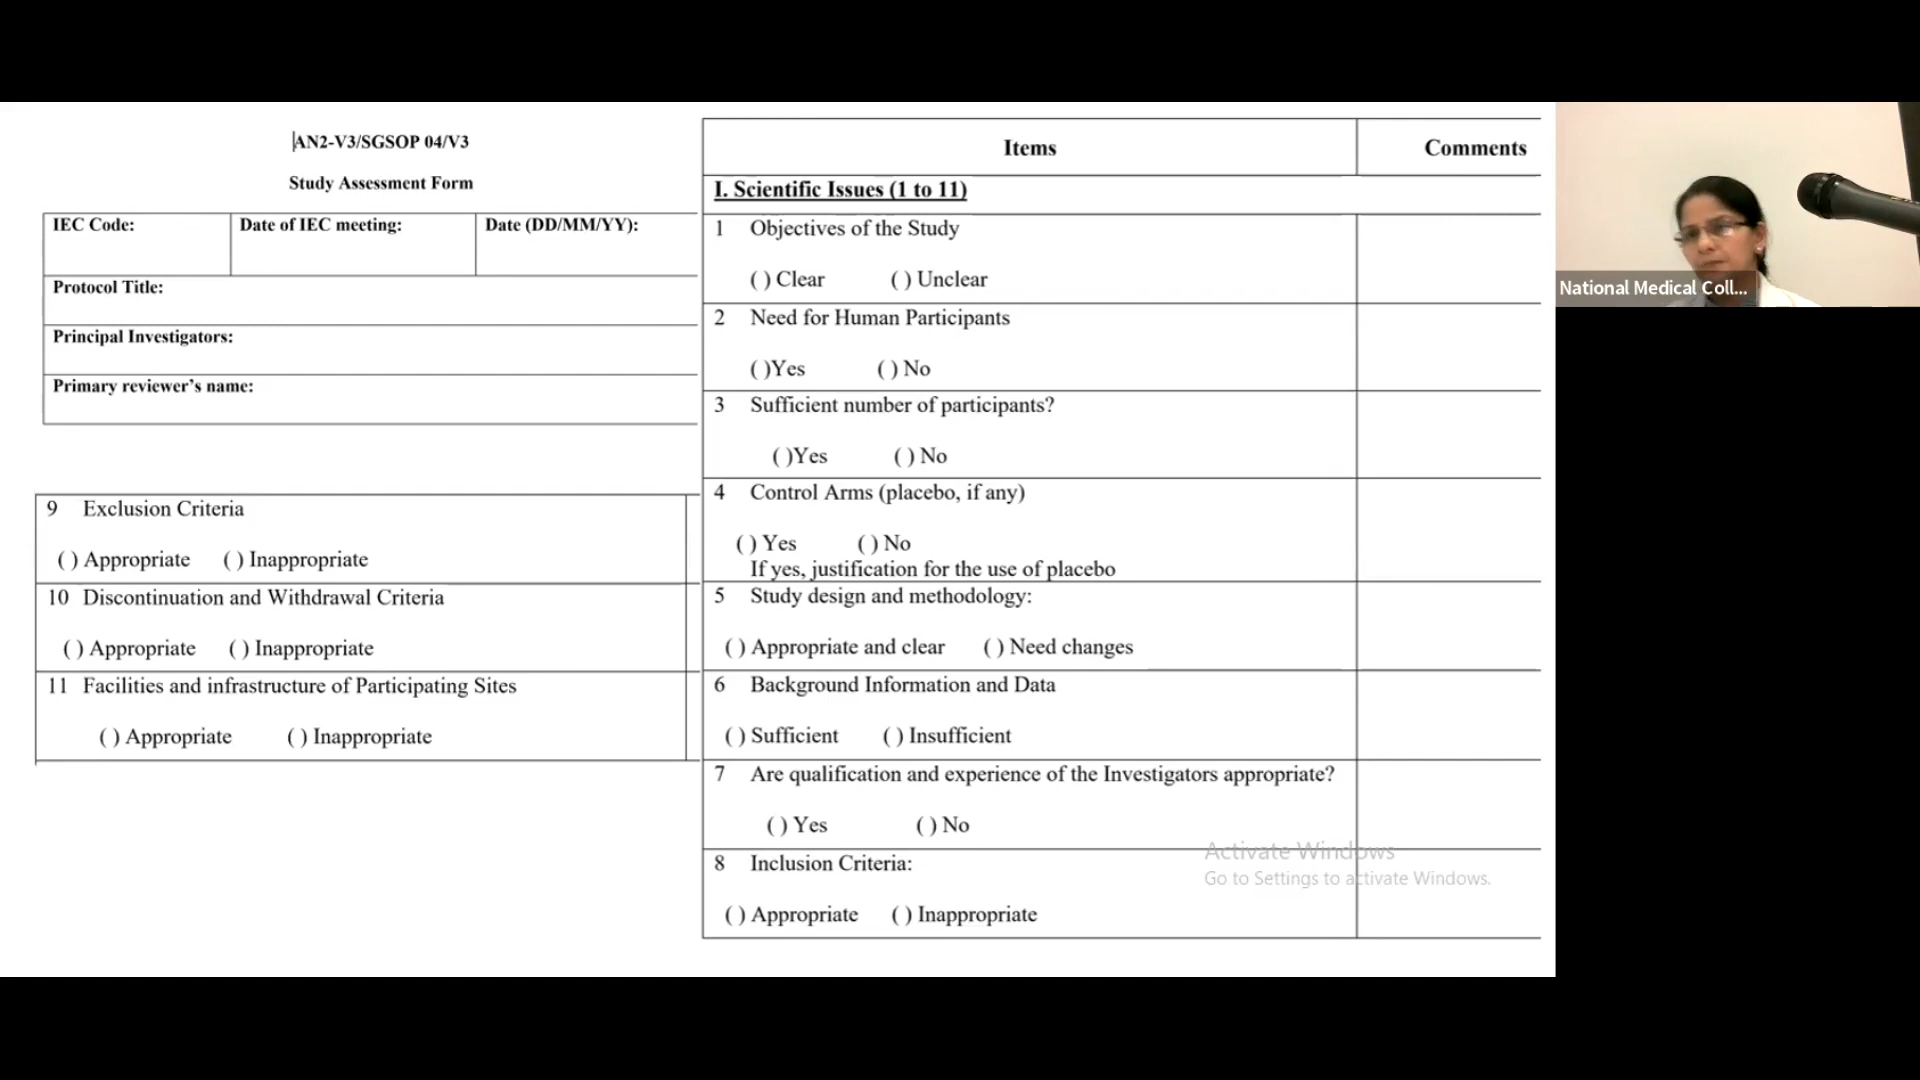 AN2-V3/SGSOP 04/V3
Study Assessment Form
IEC Code: Date of IEC meeting: Date (DD/MM/YY):
Protocol Title:
Principal Investigators:
Primary reviewer’s name:
9 Exclusion Criteria
( ) Appropriate ( ) Inappropriate
10 Discontinuation and Withdrawal Criteria
( ) Appropriate ( ) Inappropriate
11 Facilities and infrastructure of Participating Sites
( ) Appropriate ( ) Inappropriate
Items Comments
I. Scientific Issues (1 to 11)
1 Objectives of the Study
( ) Clear ( ) Unclear
2 Need for Human Participants
( )Yes ( ) No
3 Sufficient number of participants?
( )Yes ( ) No
4 Control Arms (placebo, if any)
( ) Yes ( ) No
If yes, justification for the use of placebo
5 Study design and methodology:
( ) Appropriate and clear ( ) Need changes
6 Background Information and Data
( ) Sufficient ( ) Insufficient
7 Are qualification and experience of the Investigators appropriate?
( ) Yes ( ) No
8 Inclusion Criteria:
( ) Appropriate ( ) Inappropriate
Activate Windows
Go to Settings to activate Windows.
National Medical Coll...